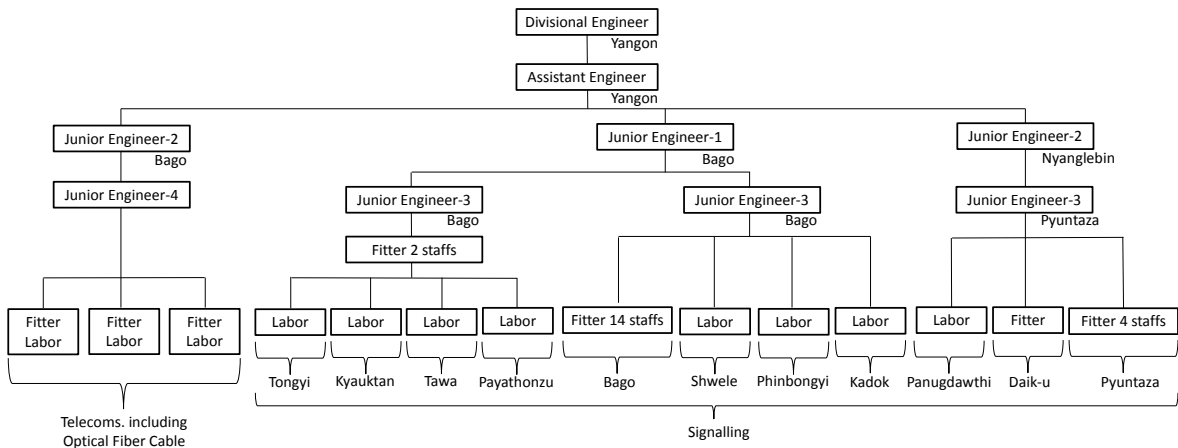 Divisional Engineer
Yangon
Assistant Engineer
Yangon
Junior Engineer-2
Bago
Junior Engineer-1
Bago
Junior Engineer-2
Nyanglebin
Junior Engineer-4
Junior Engineer-3
Bago
Junior Engineer-3
Bago
Junior Engineer-3
Pyuntaza
Fitter 2 staffs
Fitter
Labor
Fitter
Labor
Fitter
Labor
Labor
Labor
Labor
Labor
Fitter 14 staffs
Labor
Labor
Labor
Labor
Fitter
Fitter 4 staffs
Tongyi
Kyauktan
Tawa
Payathonzu
Bago
Shwele
Phinbongyi
Kadok
Panugdawthi
Daik-u
Pyuntaza
Telecoms. including
Optical Fiber Cable
Signalling